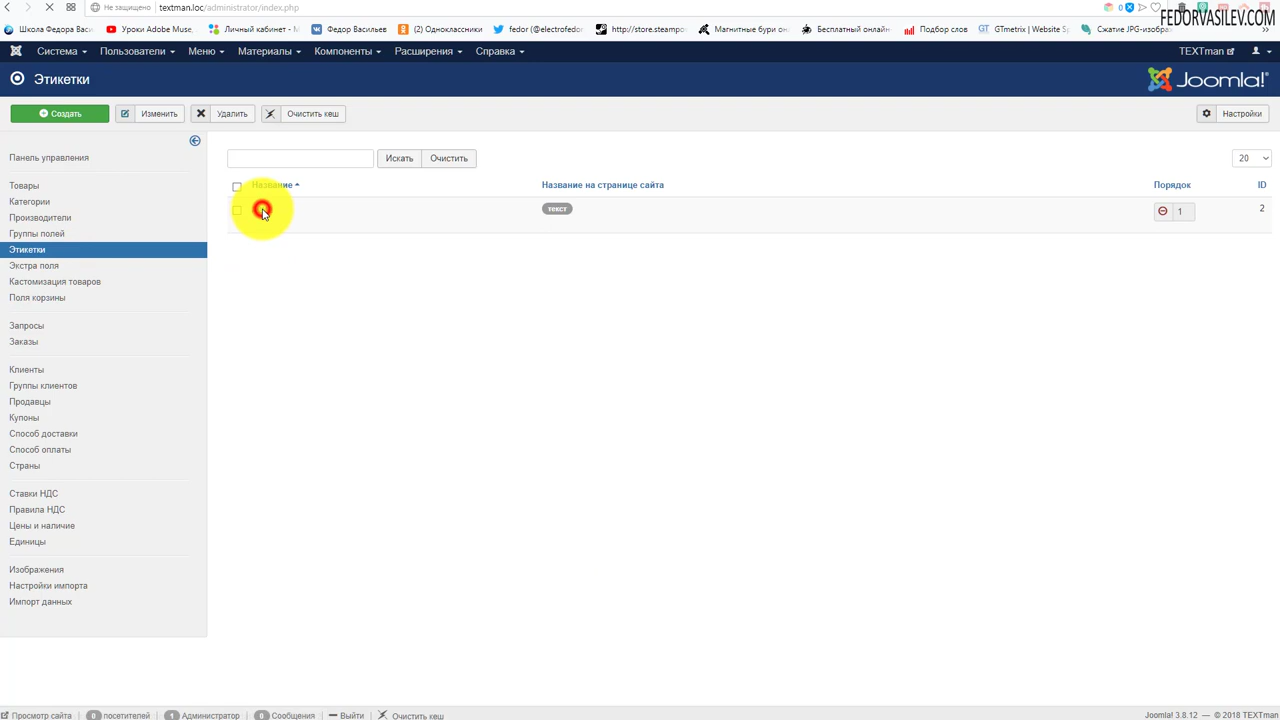 textman.loc/administrator/index.php
Не защищено
0
FEDORVASILEV.COM
Школа Федора Васи
Уроки Adobe Muse,
Личный кабинет - М
Федор Васильев
(2) Одноклассники
fedor (@electrofedor
http://store.steampo
Магнитные бури он
Бесплатный онлайн
Подбор слов
GTmetrix | Website Sp
Сжатие JPG-изобра
Система Пользователи Меню Материалы Компоненты Расширения Справка TEXTman
Этикетки Joomla!®
Создать Изменить Удалить Очистить кеш Настройки
Панель управления
Товары
Категории
Производители
Группы полей
Этикетки
Экстра поля
Кастомизация товаров
Поля корзины
Запросы
Заказы
Клиенты
Группы клиентов
Продавцы
Купоны
Способ доставки
Способ оплаты
Страны
Ставки НДС
Правила НДС
Цены и наличие
Единицы
Изображения
Настройки импорта
Импорт данных
Искать Очистить 20
Название Название на странице сайта Порядок ID
текст 1 2
Просмотр сайта 0 посетителей 1 Администратор 0 Сообщения Выйти Очистить кеш Joomla! 3.8.12 — © 2018 TEXTman